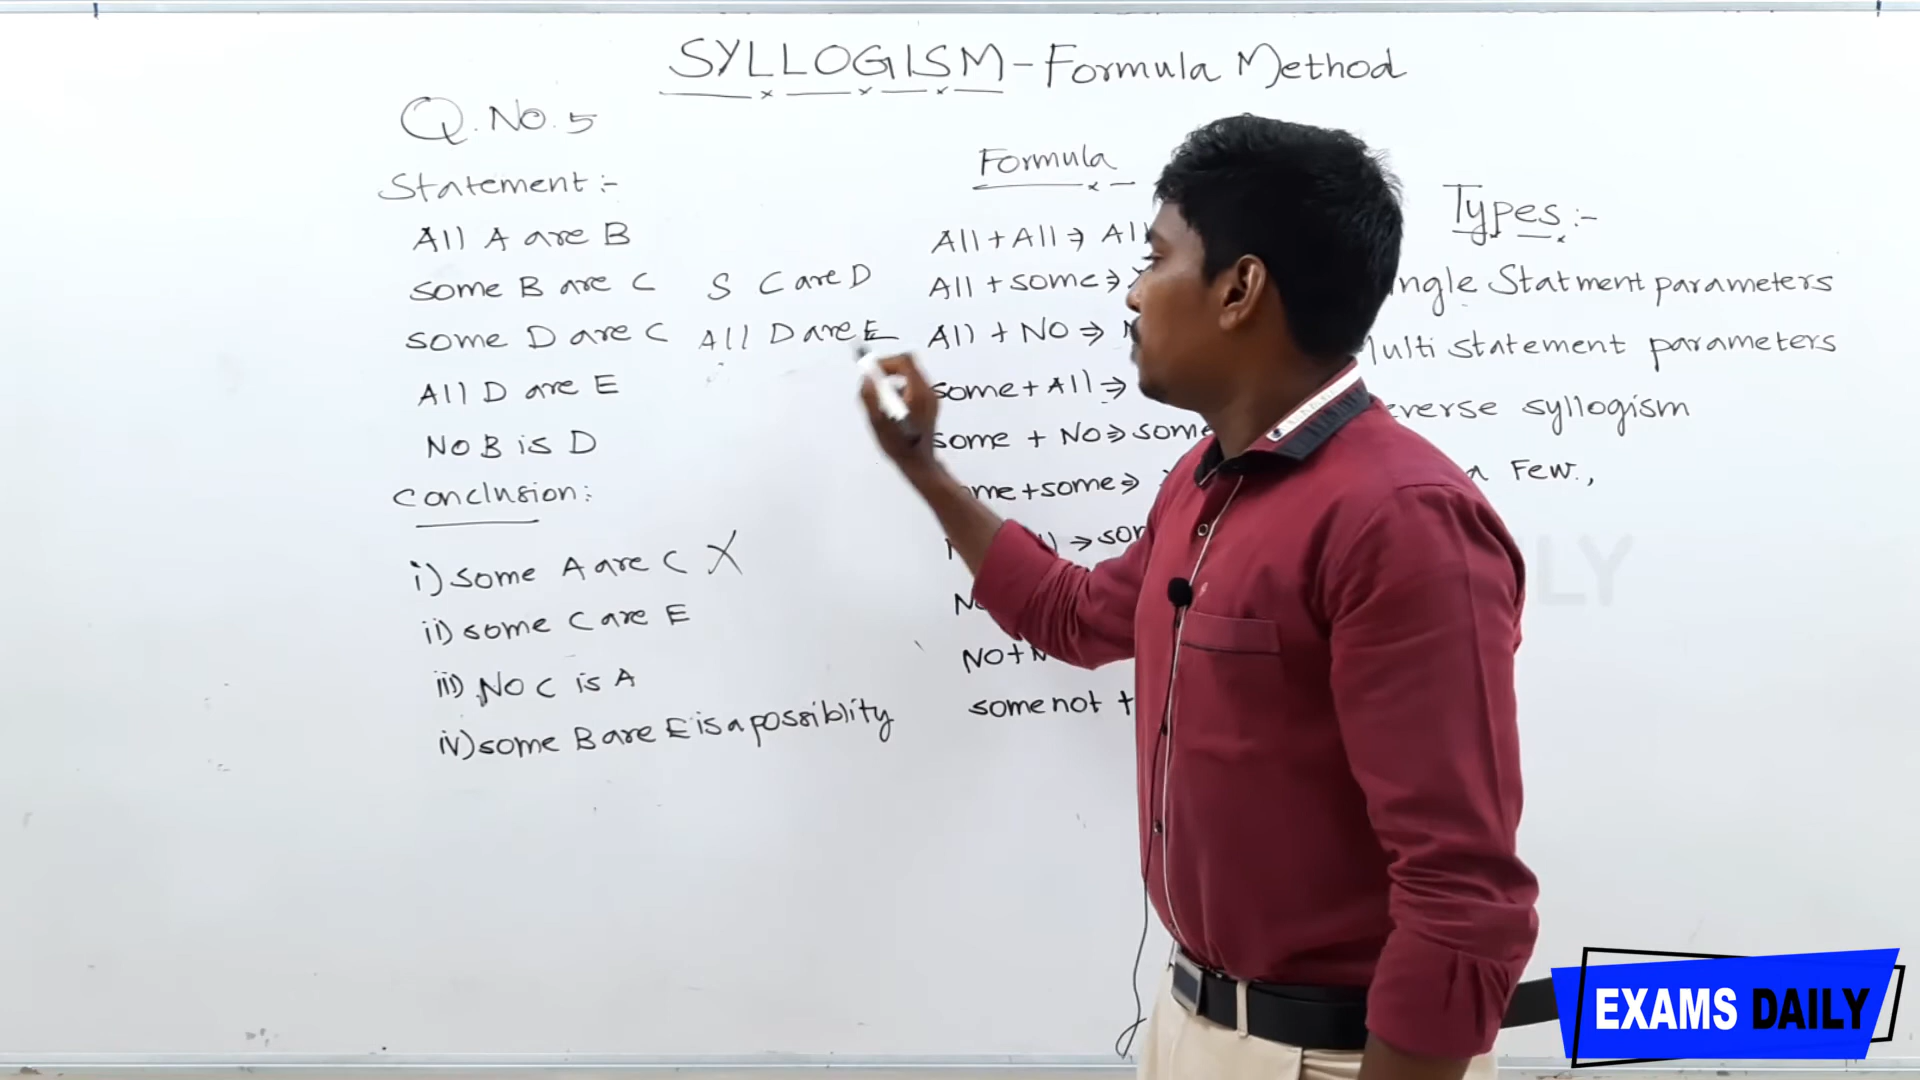 SYLLOGISM - Formula Method
Q. No. 5
Statement :-
All A are B
some B are C
some D are C
All D are E
NO B is D
Conclusion:
i) some A are C X
ii) some C are E
iii) NO C is A
iv) some B are E is a possiblity
S C are D
All D are E
Formula
All + All ⇒ All
All + some ⇒
All + NO ⇒
some + All ⇒
some + NO ⇒ some
+ some ⇒
NO +
some not +
Types :-
Statment parameters
statement parameters
syllogism
Few.,
EXAMS DAILY